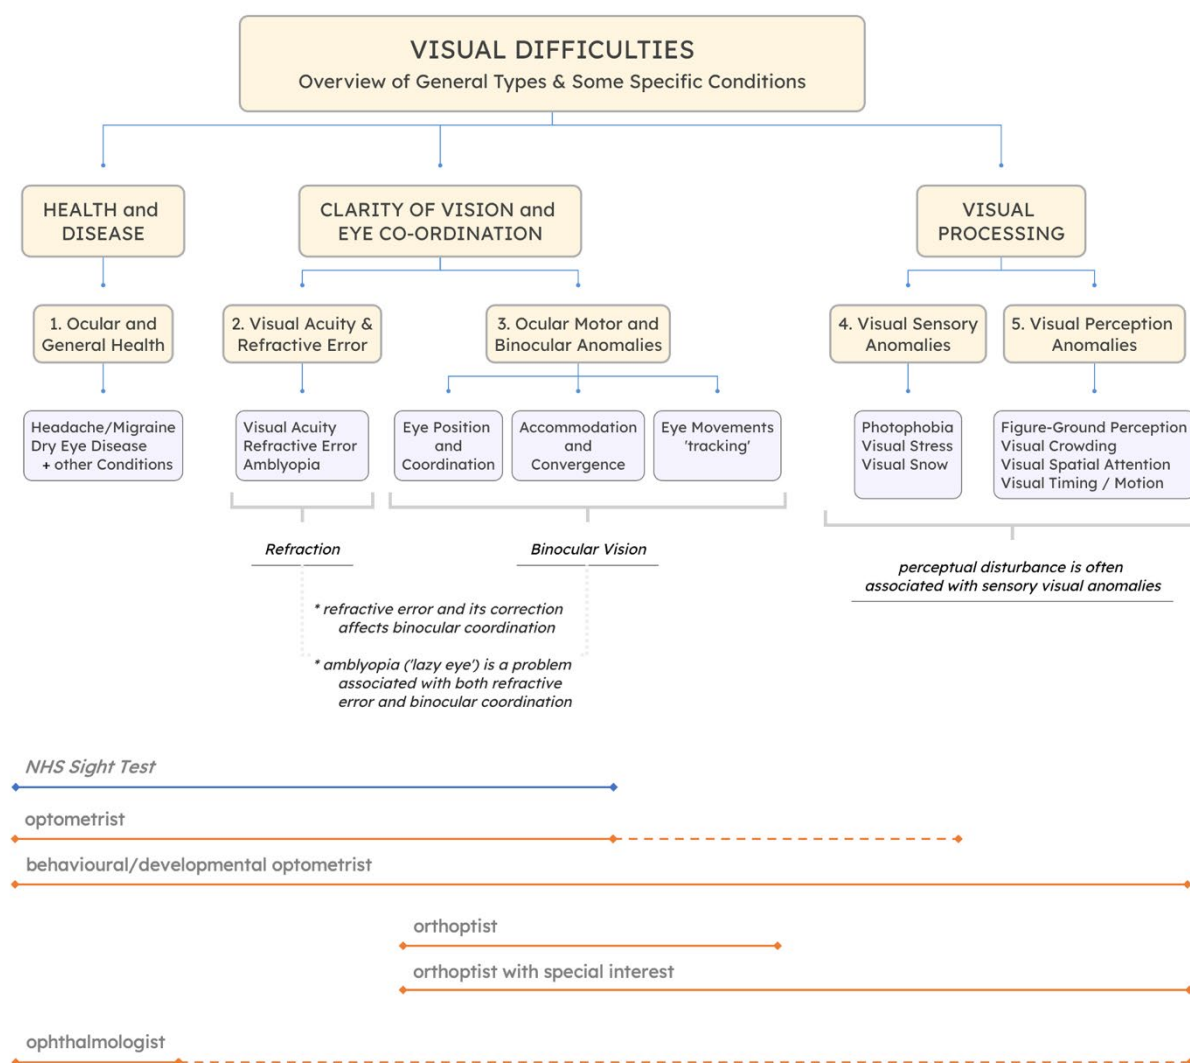 VISUAL DIFFICULTIES
Overview of General Types & Some Specific Conditions
HEALTH and
DISEASE
CLARITY OF VISION and
EYE CO-ORDINATION
VISUAL
PROCESSING
1. Ocular and
General Health
2. Visual Acuity &
Refractive Error
3. Ocular Motor and
Binocular Anomalies
4. Visual Sensory
Anomalies
5. Visual Perception
Anomalies
Headache/Migraine
Dry Eye Disease
+ other Conditions
Visual Acuity
Refractive Error
Amblyopia
Eye Position
and
Coordination
Accommodation
and
Convergence
Eye Movements
'tracking'
Photophobia
Visual Stress
Visual Snow
Figure-Ground Perception
Visual Crowding
Visual Spatial Attention
Visual Timing / Motion
Refraction
Binocular Vision
perceptual disturbance is often
associated with sensory visual anomalies
* refractive error and its correction
affects binocular coordination
* amblyopia ('lazy eye') is a problem
associated with both refractive
error and binocular coordination
NHS Sight Test
optometrist
behavioural/developmental optometrist
orthoptist
orthoptist with special interest
ophthalmologist